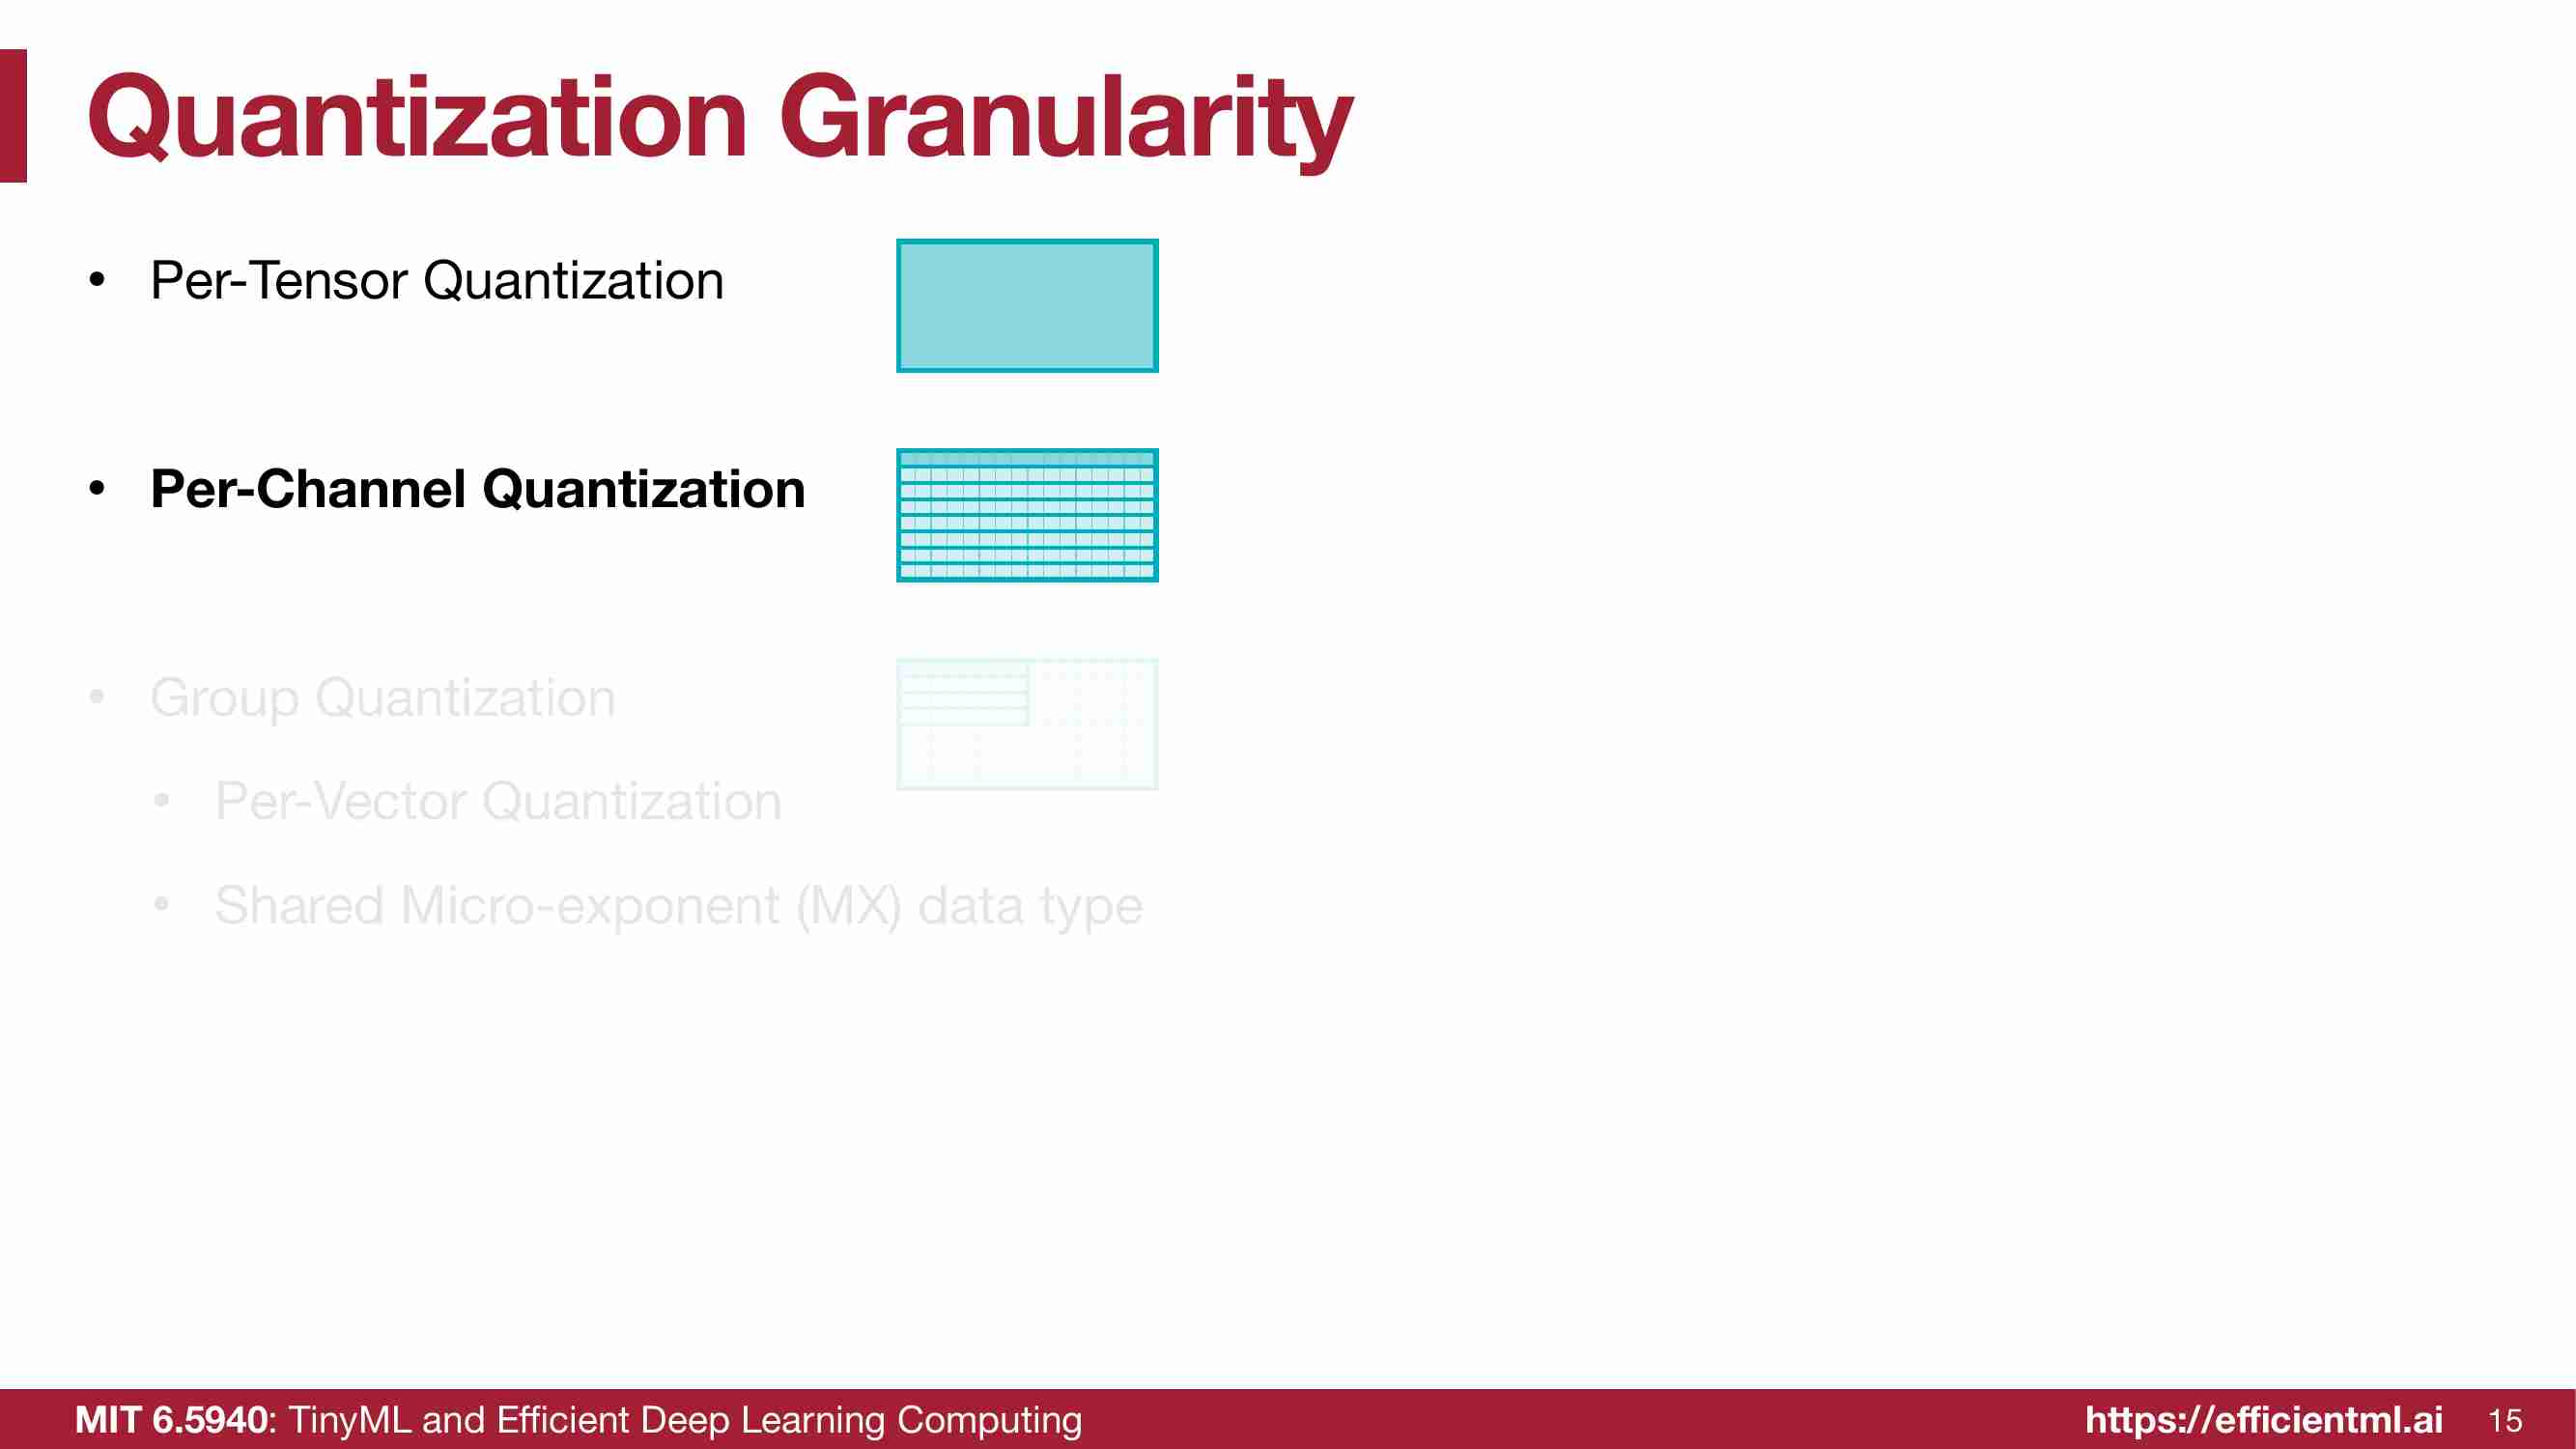 Quantization Granularity
• Per-Tensor Quantization
• Per-Channel Quantization
• Group Quantization
• Per-Vector Quantization
• Shared Micro-exponent (MX) data type
MIT 6.5940: TinyML and Efficient Deep Learning Computing
https://efficientml.ai 15